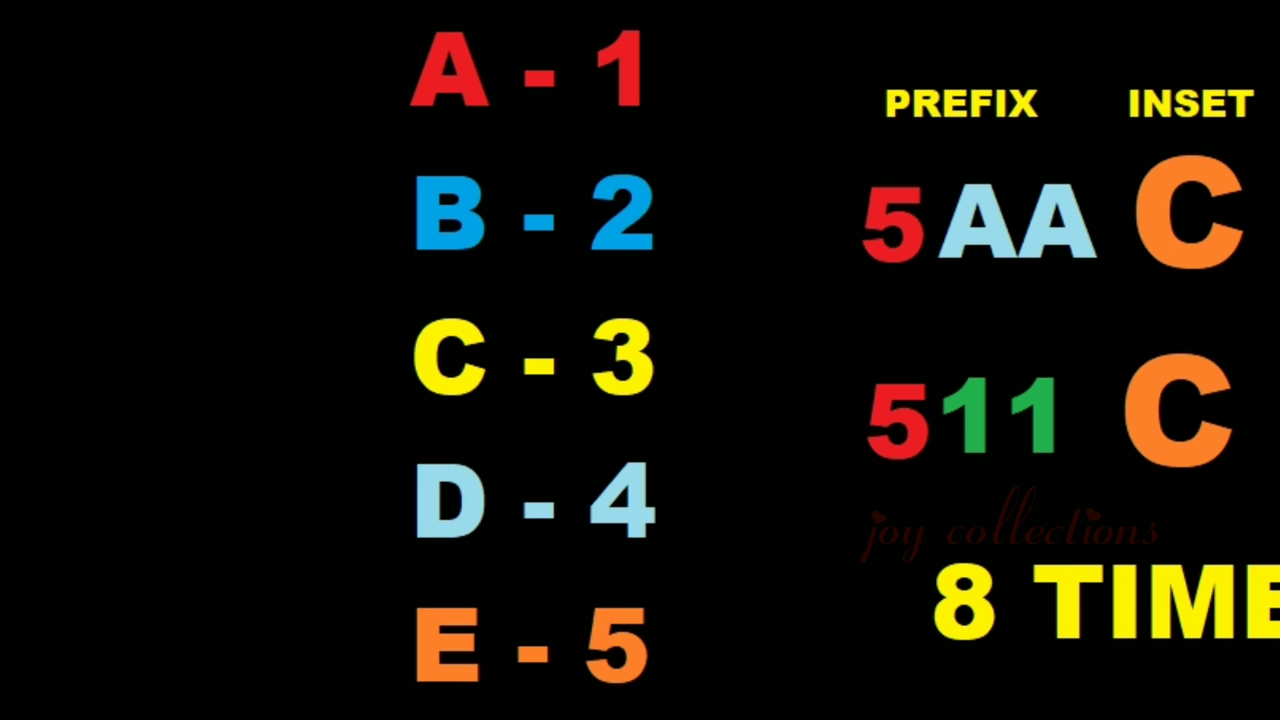 A - 1
B - 2
C - 3
D - 4
E - 5
PREFIX INSET
5AA C
511 C
joy collections
8 TIME